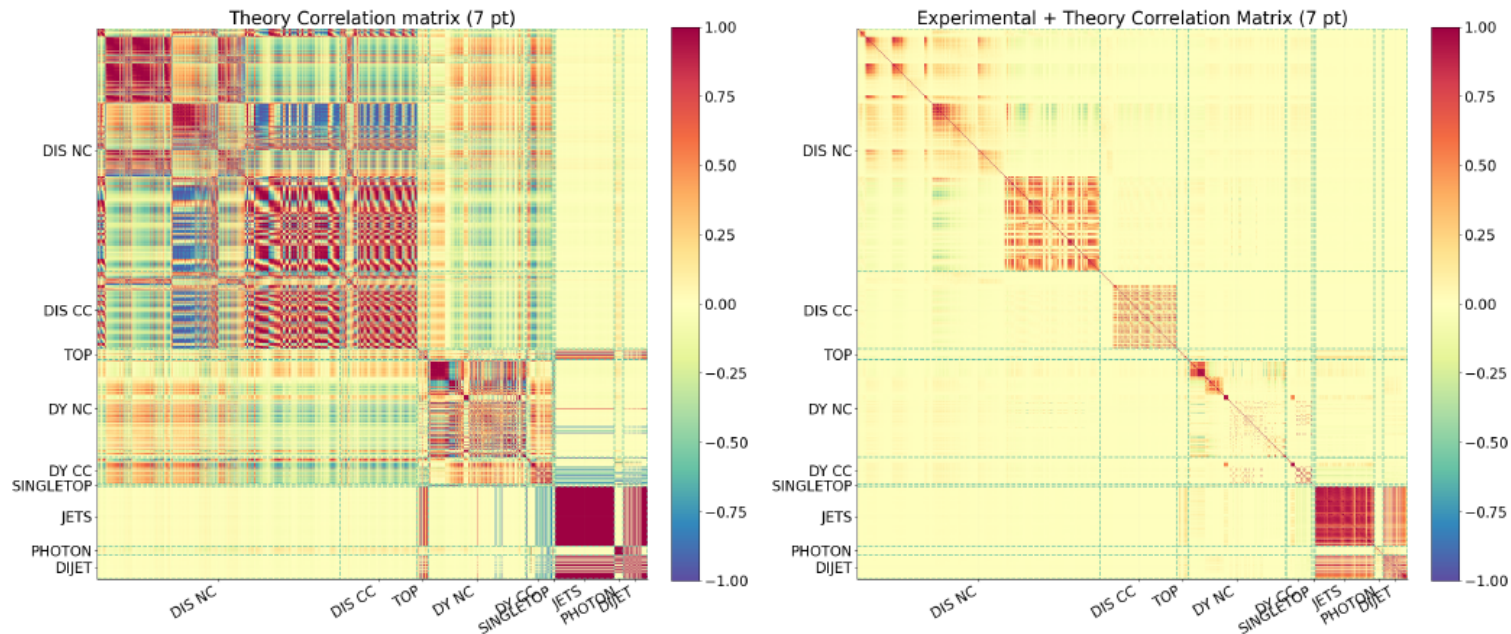 Theory Correlation matrix (7 pt)
DIS NC
DIS CC
TOP
DY NC
DY CC
SINGLETOP
JETS
PHOTON
DIJET
DIS NC
DIS CC
TOP
DY NC
DY CC
SINGLETOP
JETS
PHOTON
DIJET
1.00
0.75
0.50
0.25
0.00
−0.25
−0.50
−0.75
−1.00
Experimental + Theory Correlation Matrix (7 pt)
DIS NC
DIS CC
TOP
DY NC
DY CC
SINGLETOP
JETS
PHOTON
DIJET
DIS NC
DIS CC
TOP
DY NC
DY CC
SINGLETOP
JETS
PHOTON
DIJET
1.00
0.75
0.50
0.25
0.00
−0.25
−0.50
−0.75
−1.00